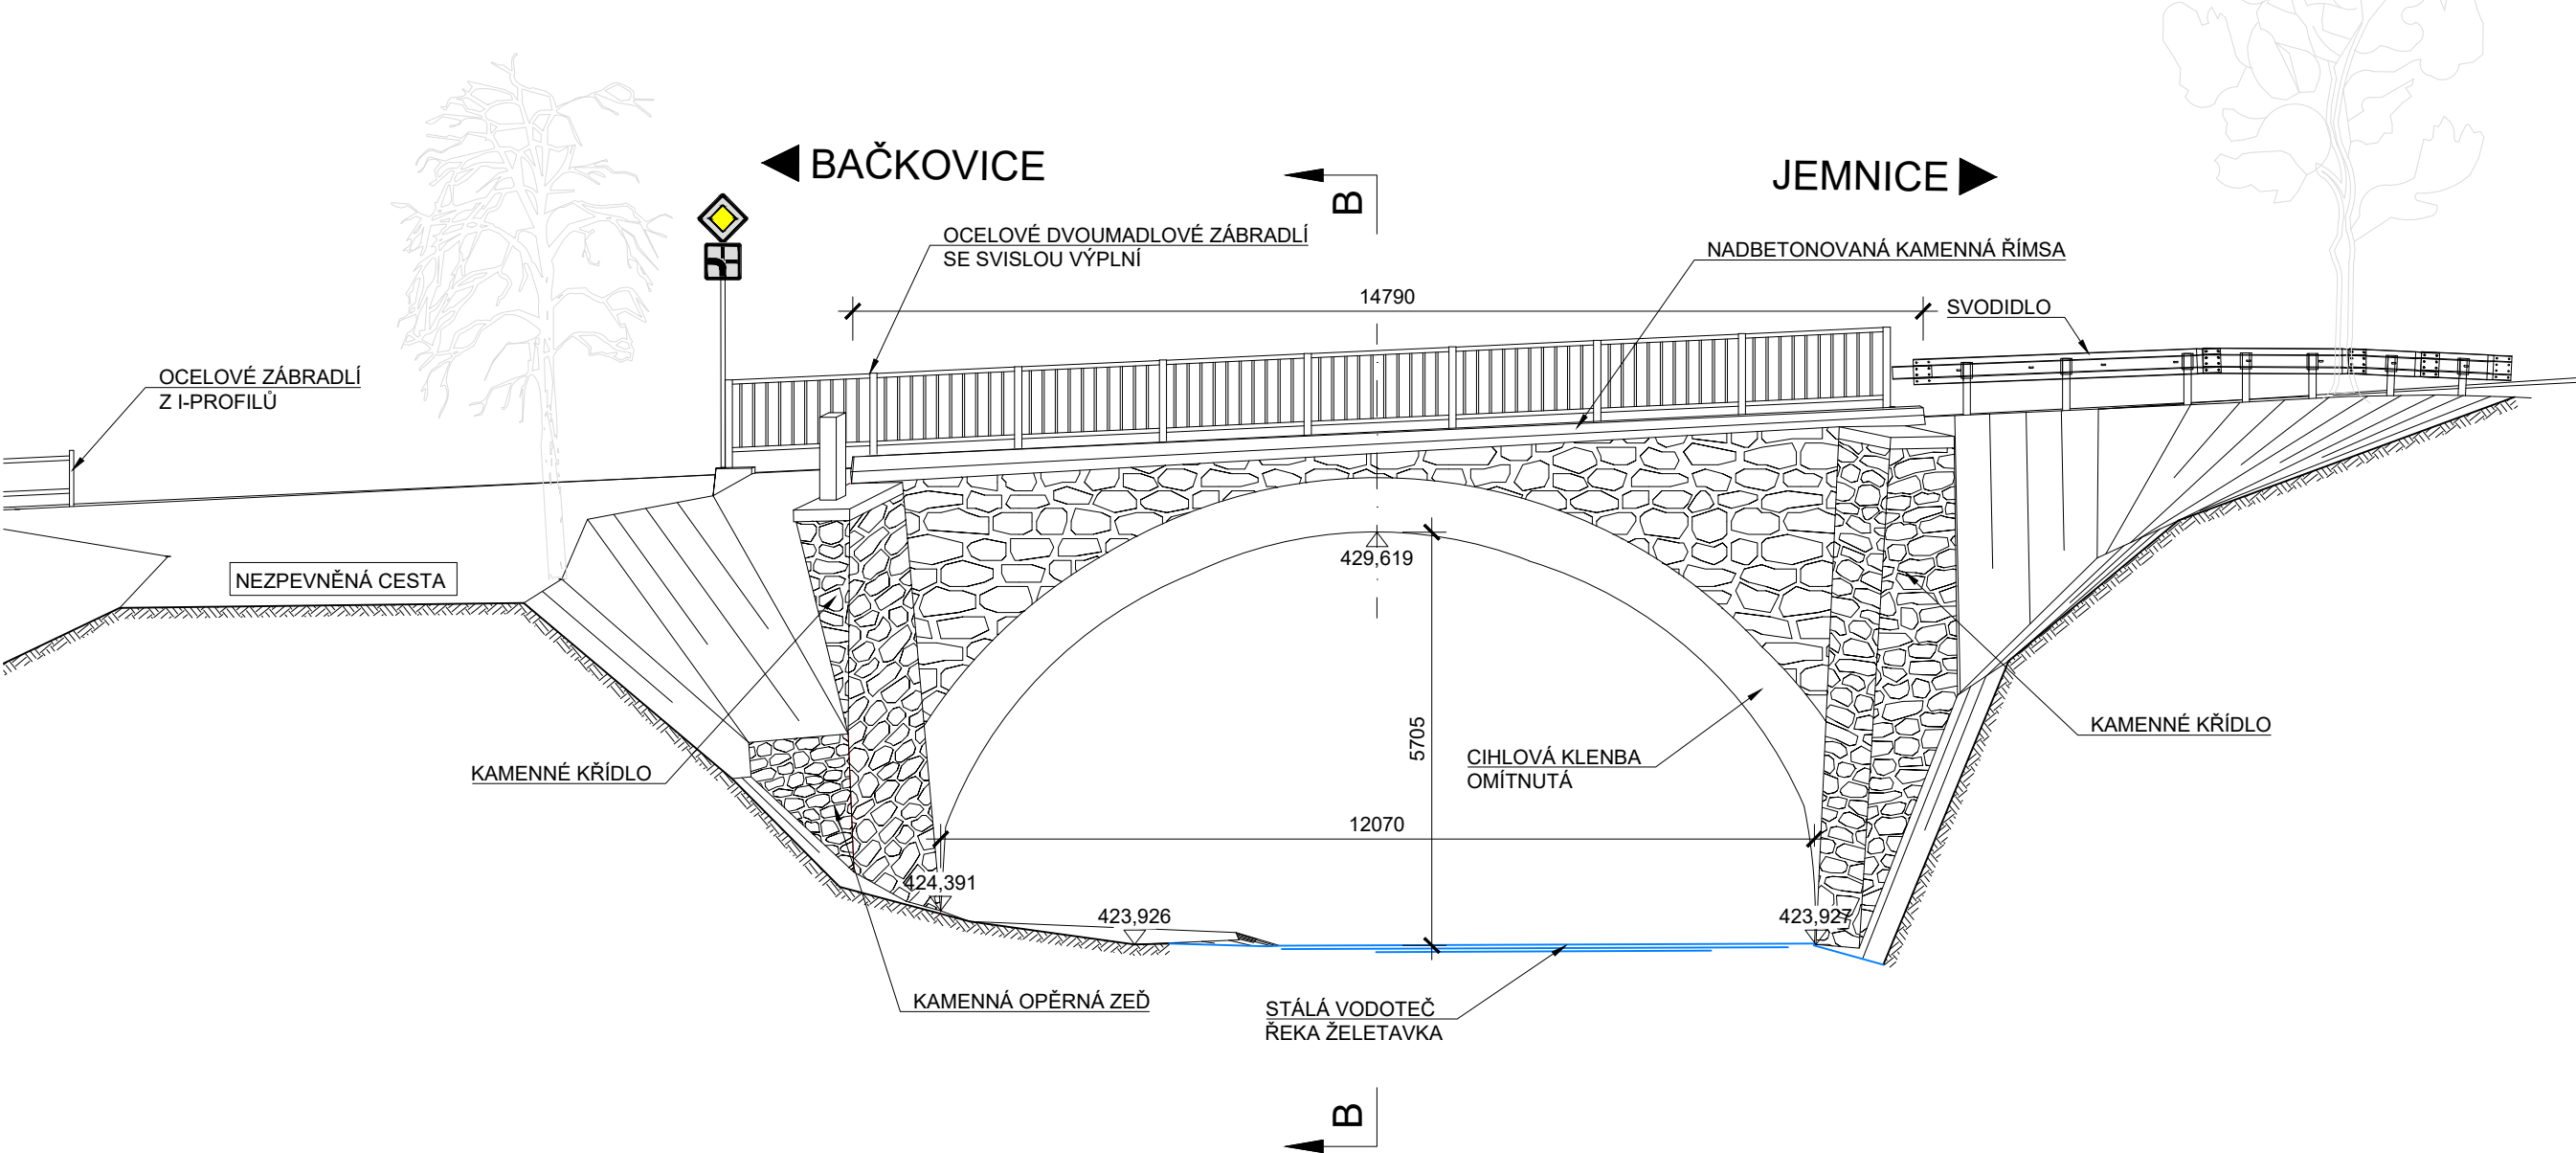 BAČKOVICE
B
JEMNICE
OCELOVÉ DVOUMADLOVÉ ZÁBRADLÍ
SE SVISLOU VÝPLNÍ
NADBETONOVANÁ KAMENNÁ ŘÍMSA
14790
SVODIDLO
OCELOVÉ ZÁBRADLÍ
Z I-PROFILŮ
429,619
NEZPEVNĚNÁ CESTA
KAMENNÉ KŘÍDLO
5705
CIHLOVÁ KLENBA
OMÍTNUTÁ
KAMENNÉ KŘÍDLO
12070
424,391
423,926
423,927
KAMENNÁ OPĚRNÁ ZEĎ
STÁLÁ VODOTEČ
ŘEKA ŽELETAVKA
B